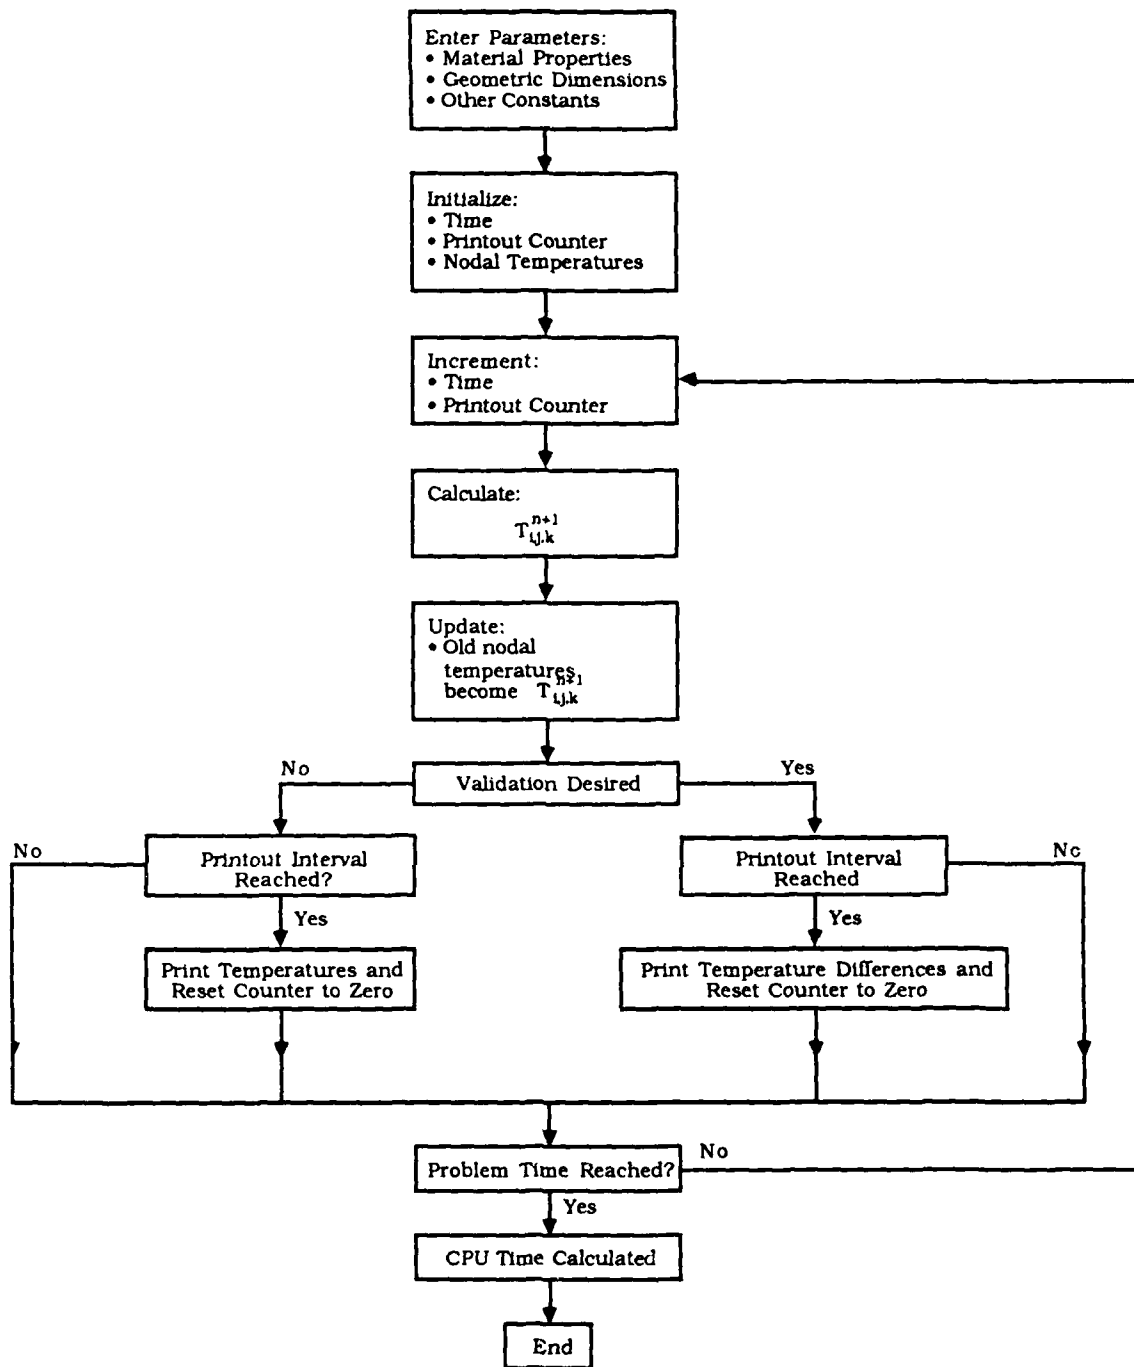 Enter Parameters:
• Material Properties
• Geometric Dimensions
• Other Constants
Initialize:
• Time
• Printout Counter
• Nodal Temperatures
Increment:
• Time
• Printout Counter
Calculate:
T^{n+1}_{i,j,k}
Update:
• Old nodal
temperatures
become T^{n+1}_{i,j,k}
No
Validation Desired
Yes
No
Printout Interval
Reached?
Printout Interval
Reached
No
Yes
Yes
Print Temperatures and
Reset Counter to Zero
Print Temperature Differences and
Reset Counter to Zero
Problem Time Reached?
No
Yes
CPU Time Calculated
End